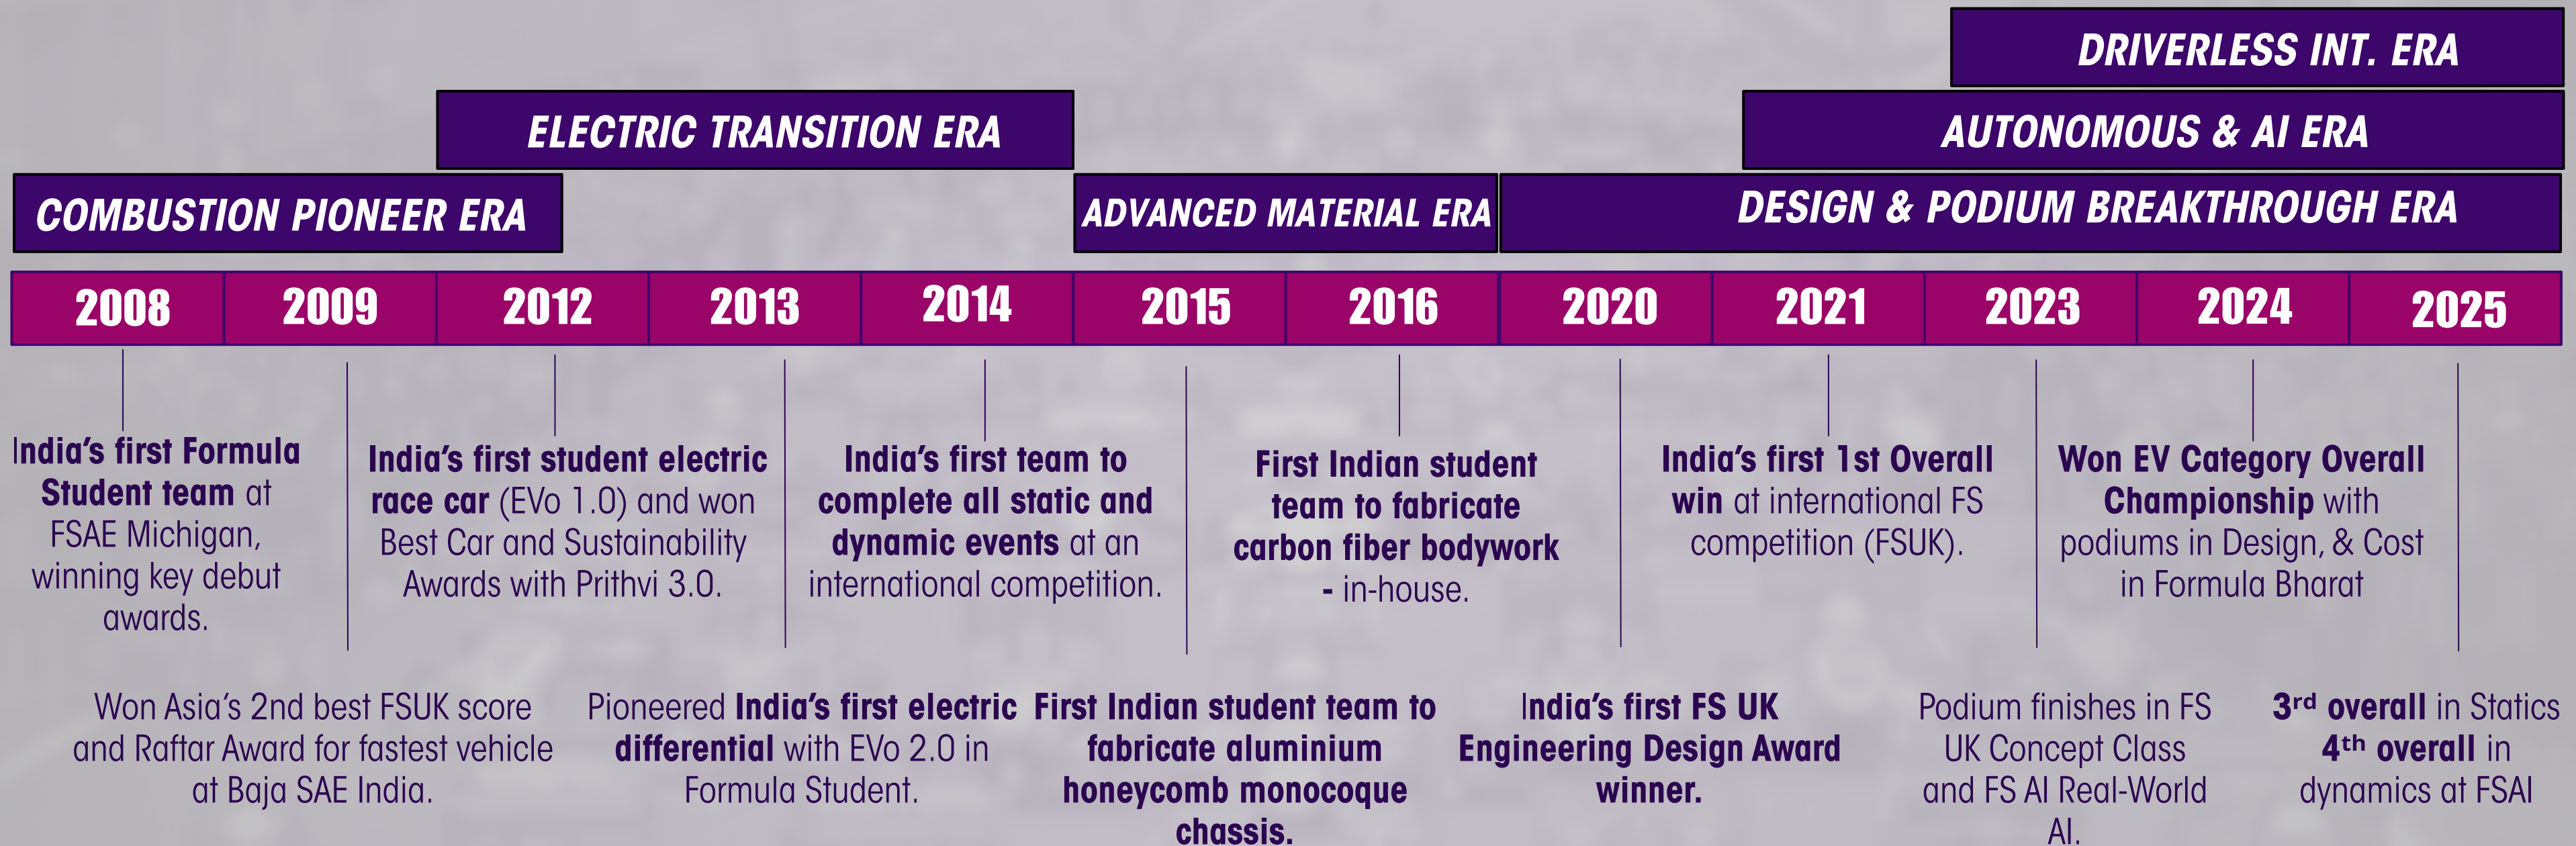 DRIVERLESS INT. ERA
ELECTRIC TRANSITION ERA
AUTONOMOUS & AI ERA
COMBUSTION PIONEER ERA
ADVANCED MATERIAL ERA
DESIGN & PODIUM BREAKTHROUGH ERA
2008
2009
2012
2013
2014
2015
2016
2020
2021
2023
2024
2025
India's first Formula
Student team at
FSAE Michigan,
winning key debut
awards.
Won Asia's 2nd best FSUK score
and Raftar Award for fastest vehicle
at Baja SAE India.
India's first student electric
race car (EVo 1.0) and won
Best Car and Sustainability
Awards with Prithvi 3.0.
Pioneered India's first electric
differential with EVo 2.0 in
Formula Student.
India's first team to
complete all static and
dynamic events at an
international competition.
First Indian student team to
fabricate aluminium
honeycomb monocoque
chassis.
First Indian student
team to fabricate
carbon fiber bodywork
- in-house.
India's first FS UK
Engineering Design Award
winner.
India's first 1st Overall
win at international FS
competition (FSUK).
Podium finishes in FS
UK Concept Class
and FS AI Real-World
AI.
Won EV Category Overall
Championship with
podiums in Design, & Cost
in Formula Bharat
3rd overall in Statics
4th overall in
dynamics at FSAI